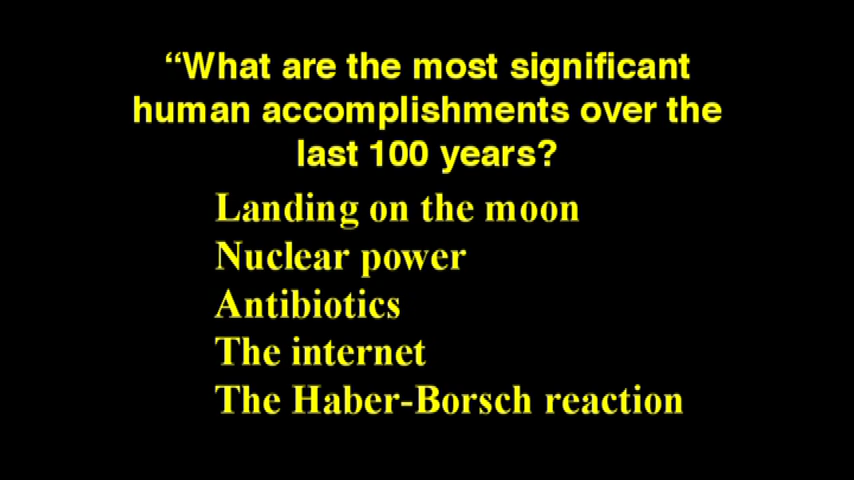 “What are the most significant
human accomplishments over the
last 100 years?
Landing on the moon
Nuclear power
Antibiotics
The internet
The Haber-Borsch reaction